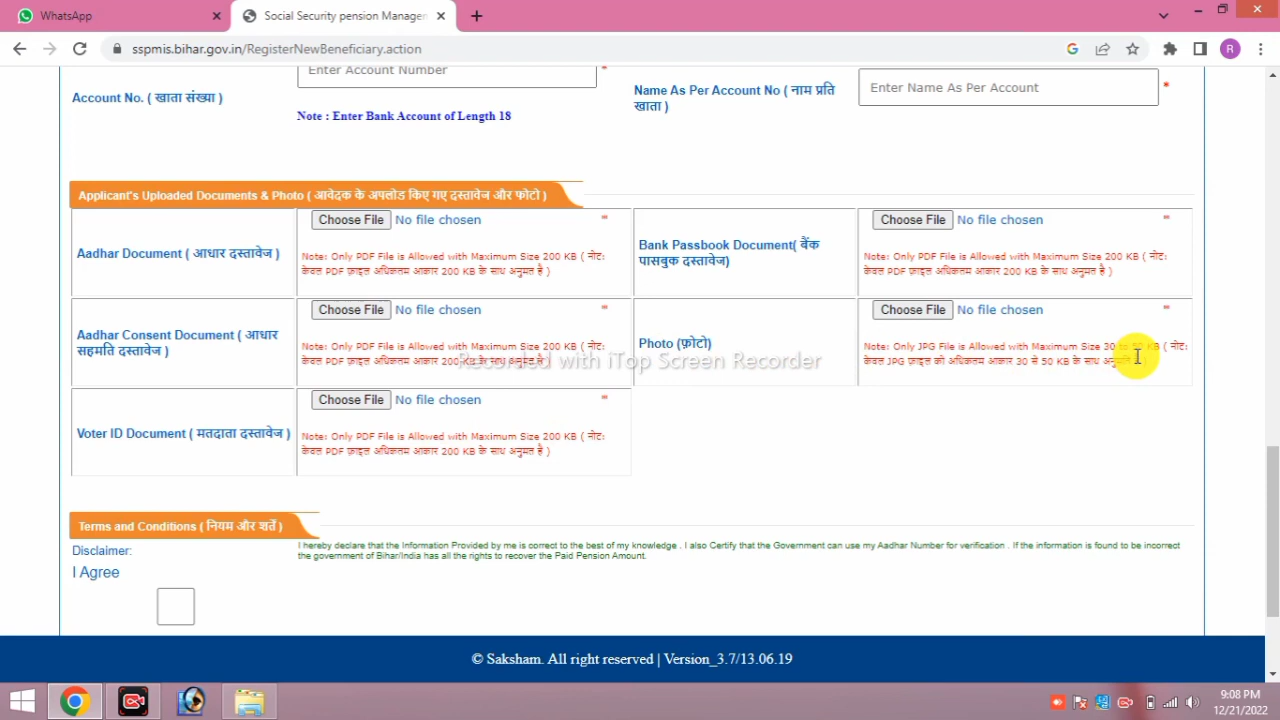 WhatsApp
Social Security pension Manager
sspmis.bihar.gov.in/RegisterNewBeneficiary.action
R
Enter Account Number
*
Account No. ( खाता संख्या )
Name As Per Account No ( नाम प्रति
खाता )
Enter Name As Per Account
*
Note : Enter Bank Account of Length 18
Applicant's Uploaded Documents & Photo ( आवेदक के अपलोड किए गए दस्तावेज और फोटो )
Aadhar Document ( आधार दस्तावेज )
Choose File No file chosen
Note: Only PDF File is Allowed with Maximum Size 200 KB ( नोट:
केवल PDF फ़ाइल अधिकतम आकार 200 KB के साथ अनुमत है )
Bank Passbook Document( बैंक
पासबुक दस्तावेज)
Choose File No file chosen
Note: Only PDF File is Allowed with Maximum Size 200 KB ( नोट:
केवल PDF फ़ाइल अधिकतम आकार 200 KB के साथ अनुमत है )
Aadhar Consent Document ( आधार
सहमति दस्तावेज )
Choose File No file chosen
Note: Only PDF File is Allowed with Maximum Size 200 KB ( नोट:
केवल PDF फ़ाइल अधिकतम आकार 200 KB के साथ अनुमत है )
Photo (फ़ोटो)
Choose File No file chosen
Note: Only JPG File is Allowed with Maximum Size 30 to 50 KB ( नोट:
केवल JPG फ़ाइल की अधिकतम आकार 30 से 50 KB के साथ अनुमति
Recorded with iTop Screen Recorder
Voter ID Document ( मतदाता दस्तावेज )
Choose File No file chosen
Note: Only PDF File is Allowed with Maximum Size 200 KB ( नोट:
केवल PDF फ़ाइल अधिकतम आकार 200 KB के साथ अनुमत है )
Terms and Conditions ( नियम और शर्तें )
Disclaimer:
I hereby declare that the Information Provided by me is correct to the best of my knowledge . I also Certify that the Government can use my Aadhar Number for verification . If the information is found to be incorrect
the government of Bihar/India has all the rights to recover the Paid Pension Amount.
I Agree
© Saksham. All right reserved | Version_3.7/13.06.19
9:08 PM
12/21/2022